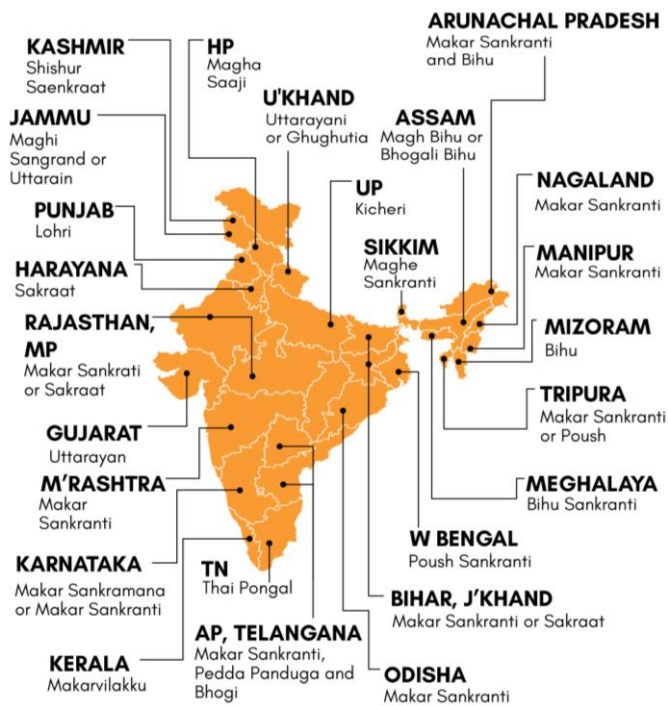 ARUNACHAL PRADESH
Makar Sankranti
and Bihu
KASHMIR
Shishur
Saenkraat
HP
Magha
Saaji
U'KHAND
Uttarayani
or Ghughutia
ASSAM
Magh Bihu or
Bhogali Bihu
JAMMU
Maghi
Sangrand or
Uttarain
UP
Kicheri
NAGALAND
Makar Sankranti
PUNJAB
Lohri
SIKKIM
Maghe
Sankranti
MANIPUR
Makar Sankranti
HARAYANA
Sakraat
RAJASTHAN,
MP
Makar Sankrati
or Sakraat
MIZORAM
Bihu
TRIPURA
Makar Sankranti
or Poush
GUJARAT
Uttarayan
M’RASHTRA
Makar
Sankranti
MEGHALAYA
Bihu Sankranti
W BENGAL
Poush Sankranti
KARNATAKA
Makar Sankramana
or Makar Sankranti
TN
Thai Pongal
BIHAR, J’KHAND
Makar Sankranti or Sakraat
AP, TELANGANA
Makar Sankranti,
Pedda Panduga and
Bhogi
KERALA
Makarvilakku
ODISHA
Makar Sankranti